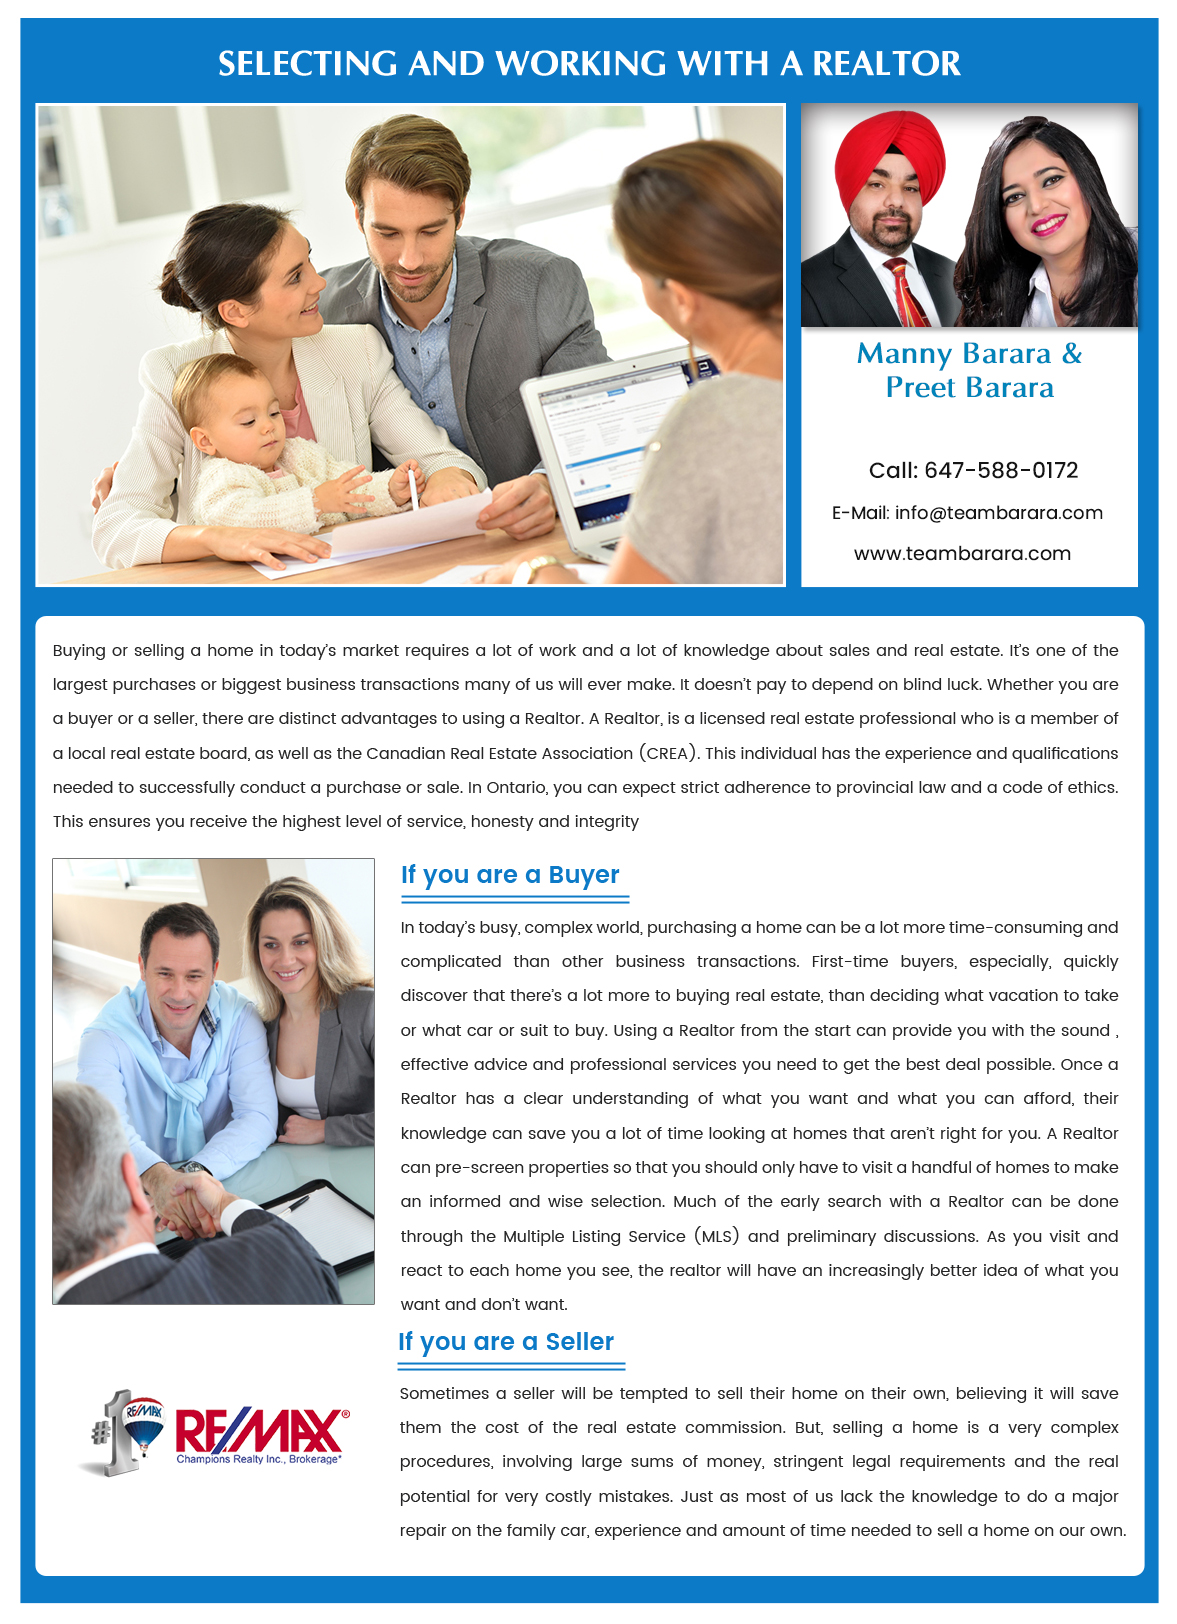 SELECTING AND WORKING WITH A REALTOR
Manny Barara &
Preet Barara
Call: 647-588-0172
E-Mail: info@teambarara.com
www.teambarara.com
Buying or selling a home in today's market requires a lot of work and a lot of knowledge about sales and real estate. It's one of the
largest purchases or biggest business transactions many of us will ever make. It doesn't pay to depend on blind luck. Whether you are
a buyer or a seller, there are distinct advantages to using a Realtor. A Realtor, is a licensed real estate professional who is a member of
a local real estate board, as well as the Canadian Real Estate Association (CREA). This individual has the experience and qualifications
needed to successfully conduct a purchase or sale. In Ontario, you can expect strict adherence to provincial law and a code of ethics.
This ensures you receive the highest level of service, honesty and integrity
If you are a Buyer
In today's busy, complex world, purchasing a home can be a lot more time-consuming and
complicated than other business transactions. First-time buyers, especially, quickly
discover that there's a lot more to buying real estate, than deciding what vacation to take
or what car or suit to buy. Using a Realtor from the start can provide you with the sound ,
effective advice and professional services you need to get the best deal possible. Once a
Realtor has a clear understanding of what you want and what you can afford, their
knowledge can save you a lot of time looking at homes that aren't right for you. A Realtor
can pre-screen properties so that you should only have to visit a handful of homes to make
an informed and wise selection. Much of the early search with a Realtor can be done
through the Multiple Listing Service (MLS) and preliminary discussions. As you visit and
react to each home you see, the realtor will have an increasingly better idea of what you
want and don't want.
If you are a Seller
Sometimes a seller will be tempted to sell their home on their own, believing it will save
them the cost of the real estate commission. But, selling a home is a very complex
procedures, involving large sums of money, stringent legal requirements and the real
potential for very costly mistakes. Just as most of us lack the knowledge to do a major
repair on the family car, experience and amount of time needed to sell a home on our own.
#1
RE/MAX
RE/MAX®
Champions Realty Inc., Brokerage*